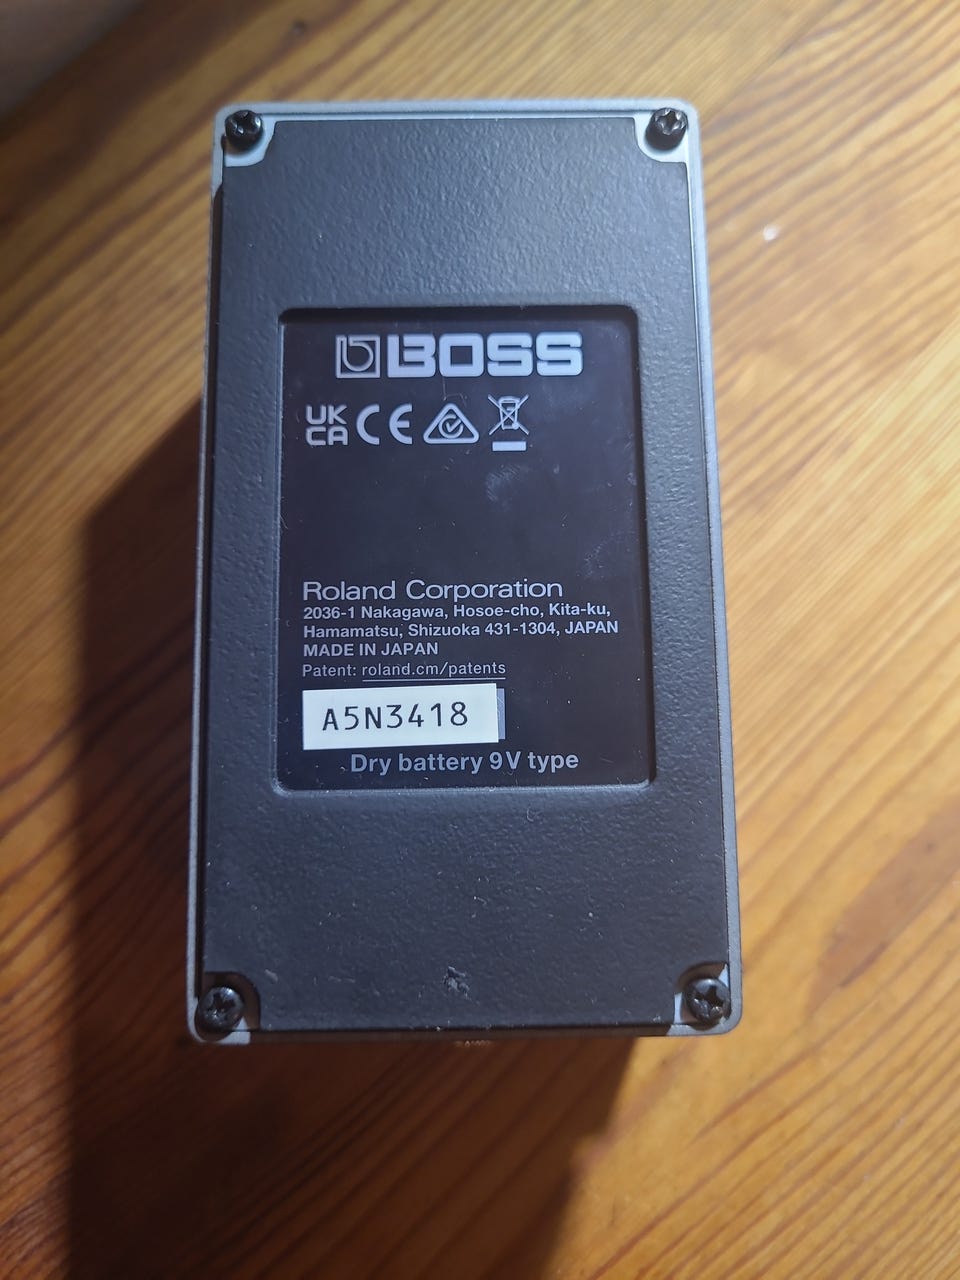 BOSS
UK
CA CE
Roland Corporation
2036-1 Nakagawa, Hosoe-cho, Kita-ku,
Hamamatsu, Shizuoka 431-1304, JAPAN
MADE IN JAPAN
Patent: roland.cm/patents
A5N3418
Dry battery 9V type